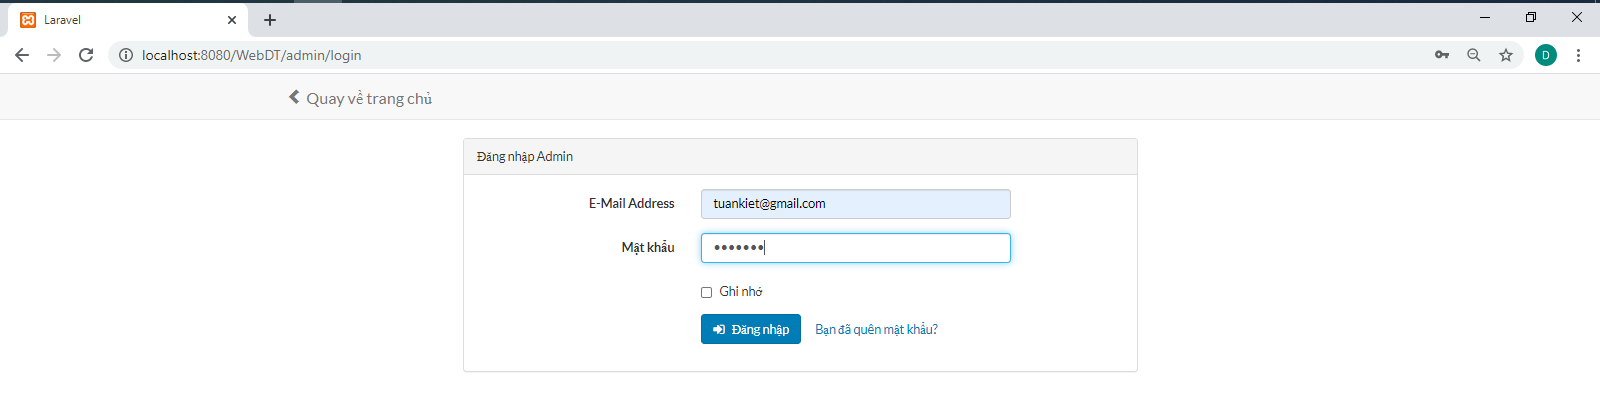 Laravel
localhost:8080/WebDT/admin/login
D
Quay về trang chủ
Đăng nhập Admin
E-Mail Address tuankiet@gmail.com
Mật khẩu •••••••
Ghi nhớ
Đăng nhập Bạn đã quên mật khẩu?